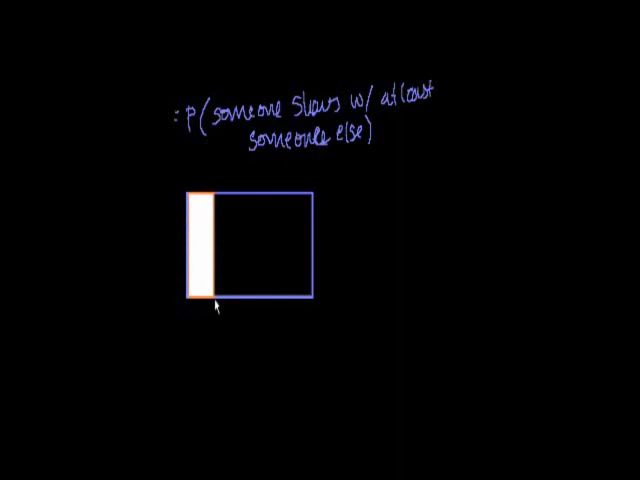 = P(someone shares w/ at least
someone else)